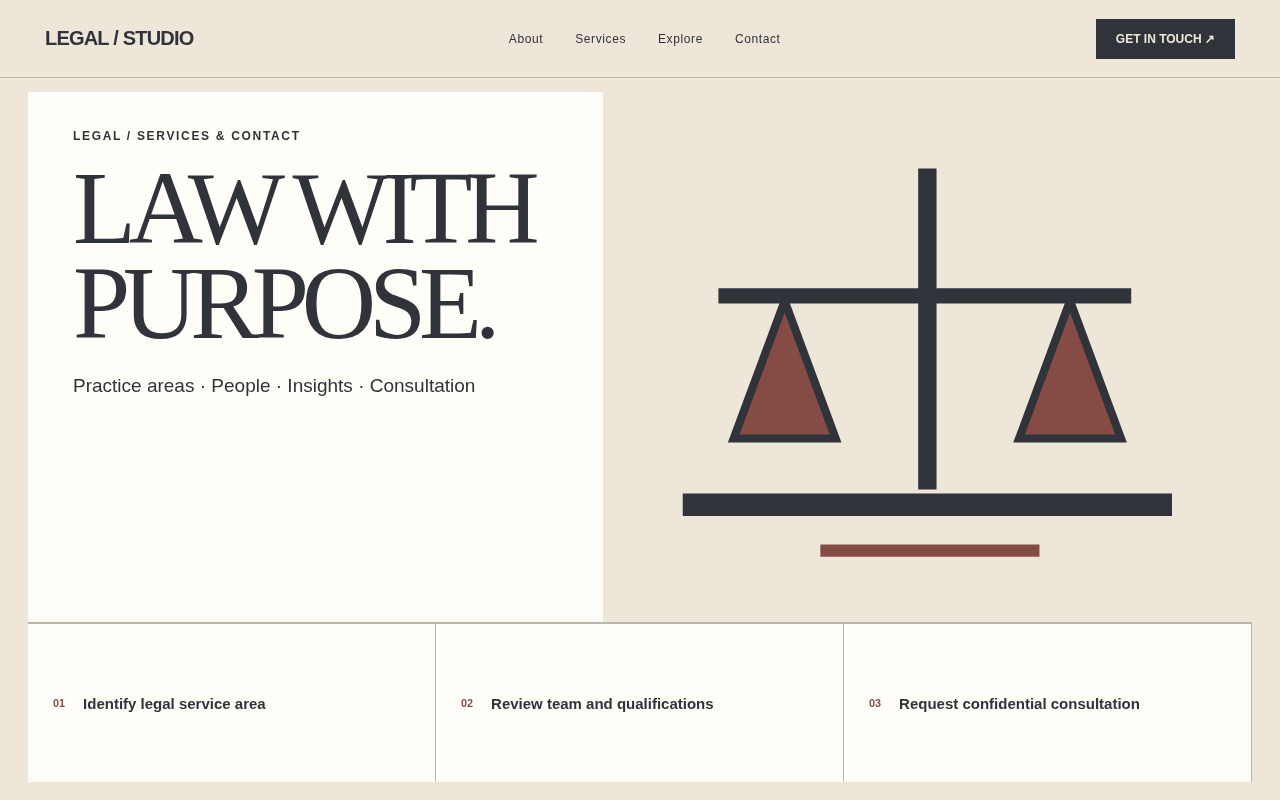 LEGAL / STUDIO
About
Services
Explore
Contact
GET IN TOUCH ↗
LEGAL / SERVICES & CONTACT
LAW WITH
PURPOSE.
Practice areas · People · Insights · Consultation
01 Identify legal service area
02 Review team and qualifications
03 Request confidential consultation